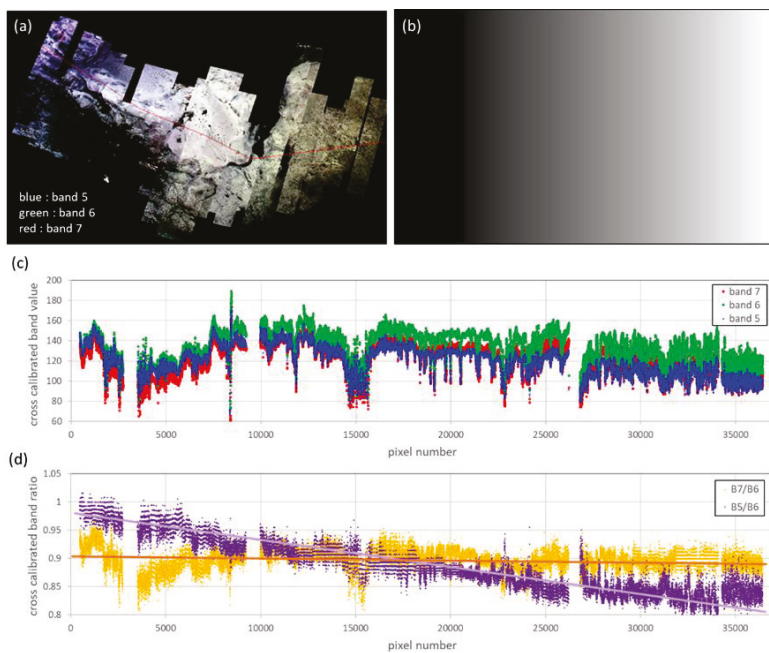 (a)
blue : band 5
green : band 6
red : band 7
(b)
(c)
cross calibrated band value
200
180
160
140
120
100
80
60
band 7
band 6
band 5
0 5000 10000 15000 20000 25000 30000 35000
pixel number
(d)
cross calibrated band ratio
1.05
1
0.95
0.9
0.85
0.8
B7/B6
B5/B6
0 5000 10000 15000 20000 25000 30000 35000
pixel number